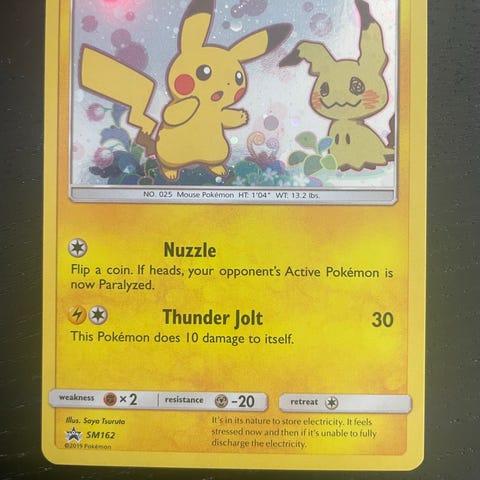 NO. 025 Mouse Pokémon HT: 1'04" WT: 13.2 lbs.
Nuzzle
Flip a coin. If heads, your opponent's Active Pokémon is
now Paralyzed.
Thunder Jolt 30
This Pokémon does 10 damage to itself.
weakness ×2 resistance -20 retreat
Illus. Saya Tsuruta
SM162
©2019 Pokémon
It's in its nature to store electricity. It feels
stressed now and then if it's unable to fully
discharge the electricity.